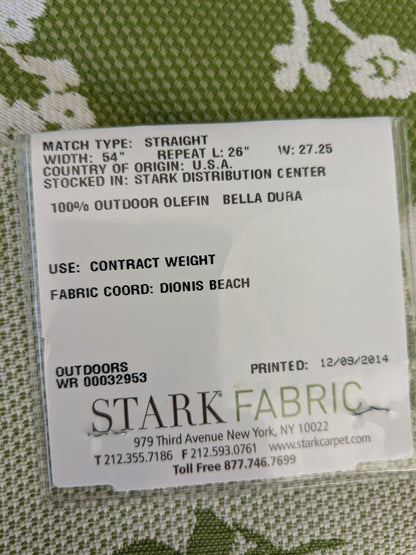 MATCH TYPE: STRAIGHT
WIDTH: 54" REPEAT L: 26" W: 27.25
COUNTRY OF ORIGIN: U.S.A.
STOCKED IN: STARK DISTRIBUTION CENTER
100% OUTDOOR OLEFIN BELLA DURA
USE: CONTRACT WEIGHT
FABRIC COORD: DIONIS BEACH
OUTDOORS PRINTED: 12/09/2014
WR 00032953
STARK® FABRIC
979 Third Avenue New York, NY 10022
T 212.355.7186 F 212.593.0761 www.starkcarpet.com
Toll Free 877.746.7699